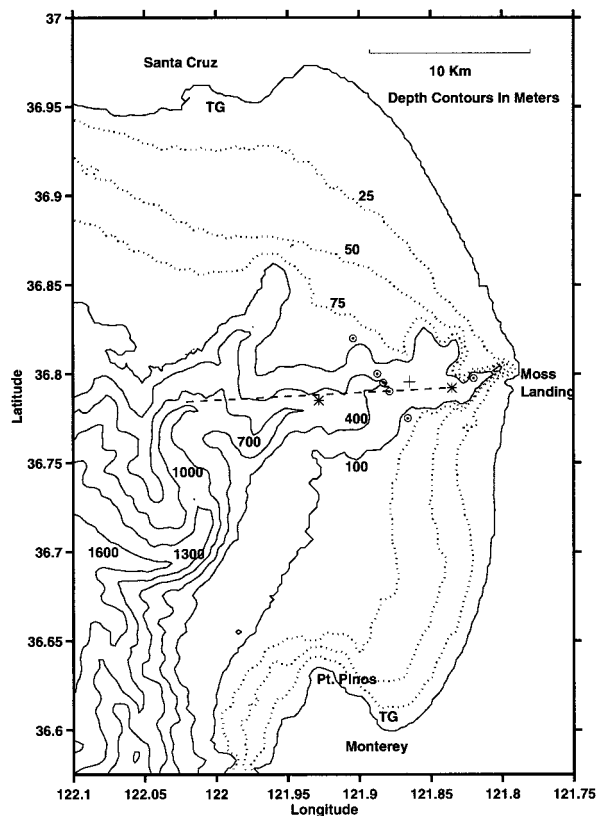 37
36.95
36.9
36.85
36.8
36.75
36.7
36.65
36.6
Latitude
Santa Cruz
TG
10 Km
Depth Contours In Meters
25
50
75
Moss
Landing
400
700
100
1000
1600
1300
Pt. Pinos
TG
Monterey
122.1
122.05
122
121.95
121.9
121.85
121.8
121.75
Longitude